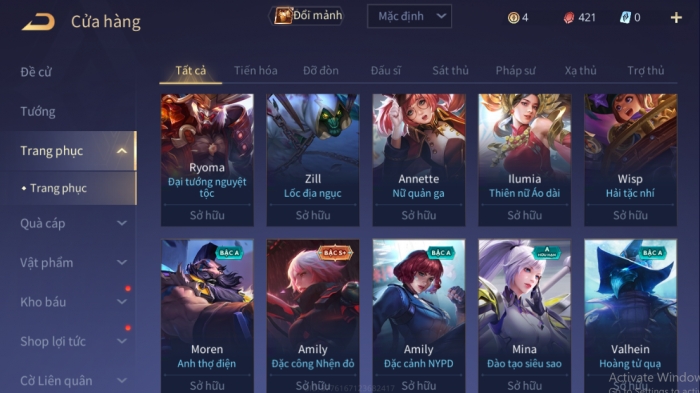 Cửa hàng
Đổi mảnh
Mặc định
4
421
0
Đề cử
Tướng
Trang phục
• Trang phục
Quà cáp
Vật phẩm
Kho báu
Shop lợi tức
Cờ Liên quân
Tất cả
Tiến hóa
Đỡ đòn
Đấu sĩ
Sát thủ
Pháp sư
Xạ thủ
Trợ thủ
Ryoma
Đại tướng nguyệt
tộc
Sở hữu
Zill
Lốc địa ngục
Sở hữu
Annette
Nữ quản ga
Sở hữu
Ilumia
Thiên nữ Áo dài
Sở hữu
Wisp
Hải tặc nhí
Sở hữu
BẬC A
Moren
Anh thợ điện
Sở hữu
BẬC S+
Amily
Đặc công Nhện đỏ
Sở hữu
BẬC A
Amily
Đặc cảnh NYPD
Sở hữu
A
Mina
Đào tạo siêu sao
Sở hữu
BẬC A
Valhein
Hoàng tử quạ
Sở hữu
Activate Window
Go to Settings to acti